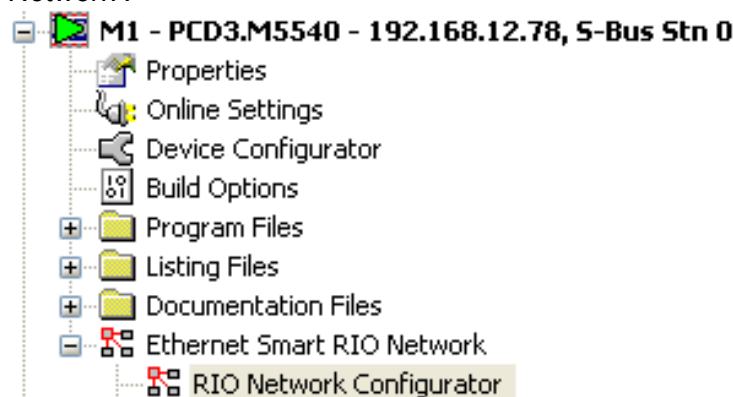 M1 - PCD3.M5540 - 192.168.12.78, S-Bus Stn 0
Properties
Online Settings
Device Configurator
Build Options
Program Files
Listing Files
Documentation Files
Ethernet Smart RIO Network
RIO Network Configurator